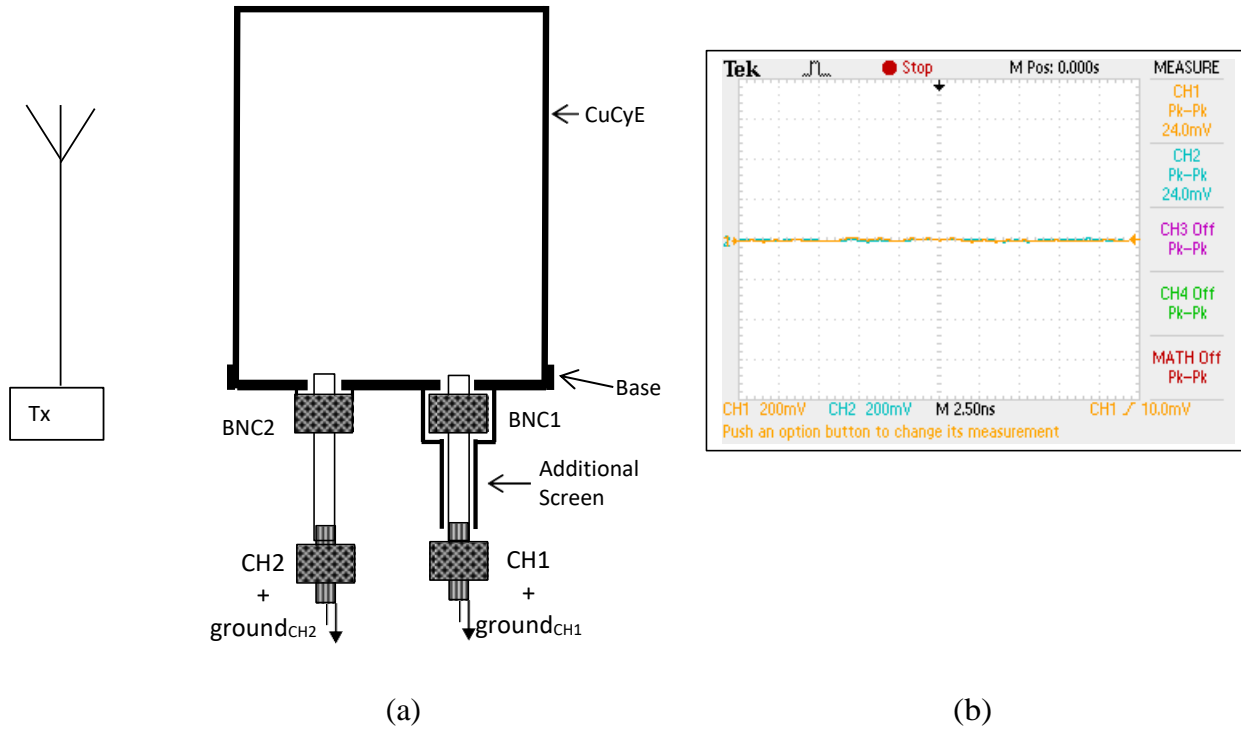 CuCyE
Tx
Base
BNC2
BNC1
Additional
Screen
CH2
+
groundCH2
CH1
+
groundCH1
(a)
Tek
Stop
M Pos: 0.000s
MEASURE
CH1
Pk-Pk
24.0mV
CH2
Pk-Pk
24.0mV
CH3 Off
Pk-Pk
CH4 Off
Pk-Pk
MATH Off
Pk-Pk
2
CH1 200mV CH2 200mV M 2.50ns CH1 / 10.0mV
Push an option button to change its measurement
(b)